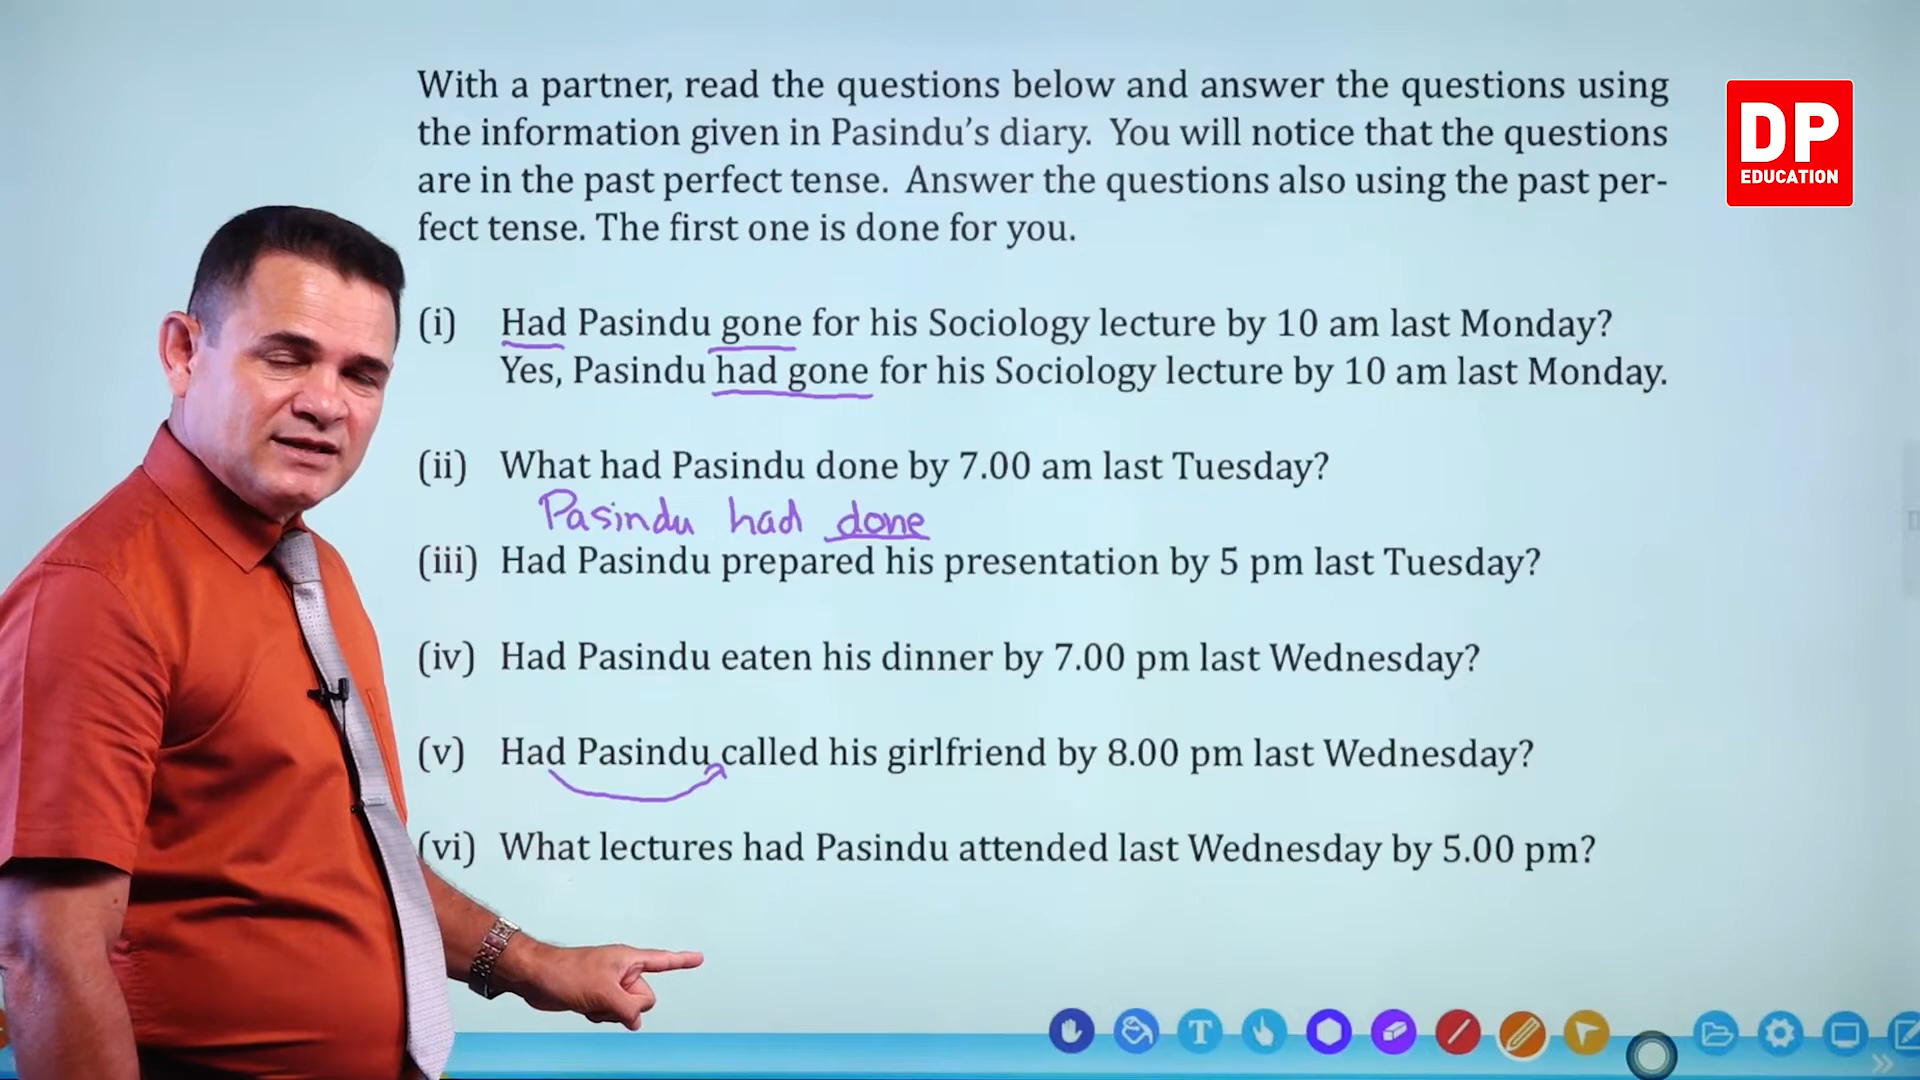 With a partner, read the questions below and answer the questions using
the information given in Pasindu's diary. You will notice that the questions
are in the past perfect tense. Answer the questions also using the past per-
fect tense. The first one is done for you.
DP
EDUCATION
(i) Had Pasindu gone for his Sociology lecture by 10 am last Monday?
Yes, Pasindu had gone for his Sociology lecture by 10 am last Monday.
(ii) What had Pasindu done by 7.00 am last Tuesday?
Pasindu had done
(iii) Had Pasindu prepared his presentation by 5 pm last Tuesday?
(iv) Had Pasindu eaten his dinner by 7.00 pm last Wednesday?
(v) Had Pasindu called his girlfriend by 8.00 pm last Wednesday?
(vi) What lectures had Pasindu attended last Wednesday by 5.00 pm?
T